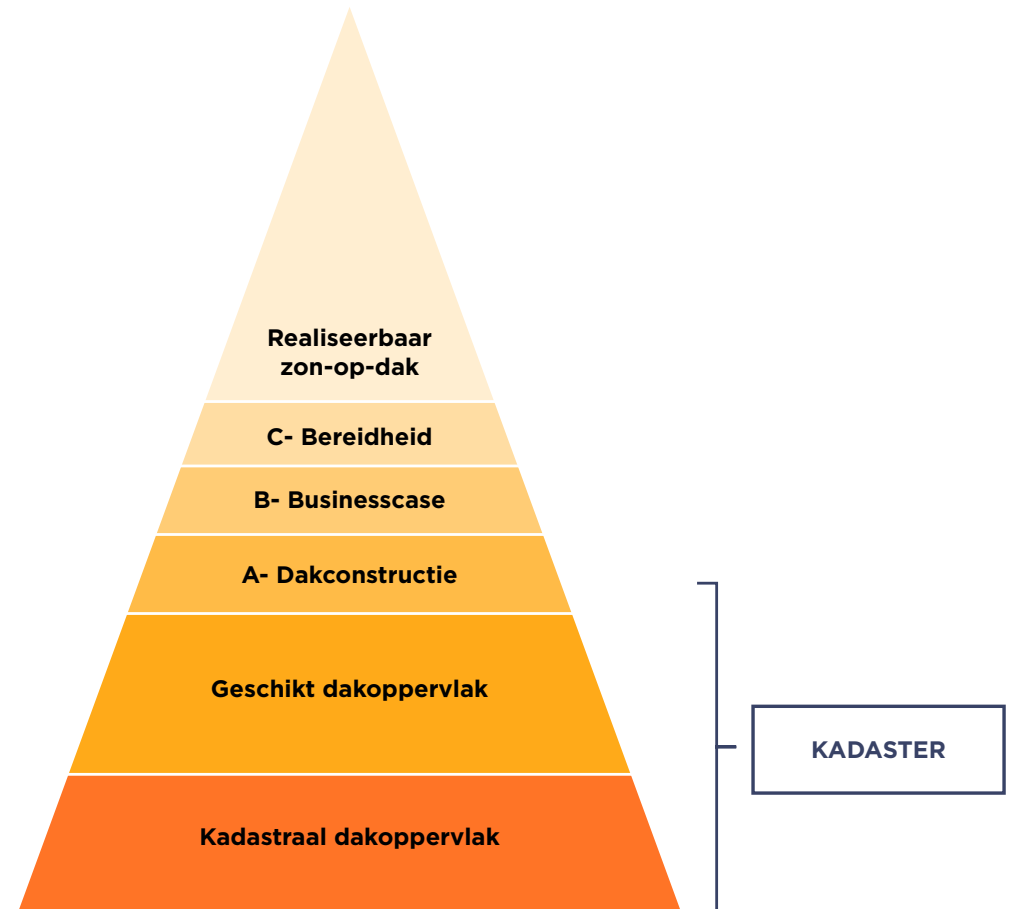 Realiseerbaar
zon-op-dak
C- Bereidheid
B- Businesscase
A- Dakconstructie
Geschikt dakoppervlak
KADASTER
Kadastraal dakoppervlak